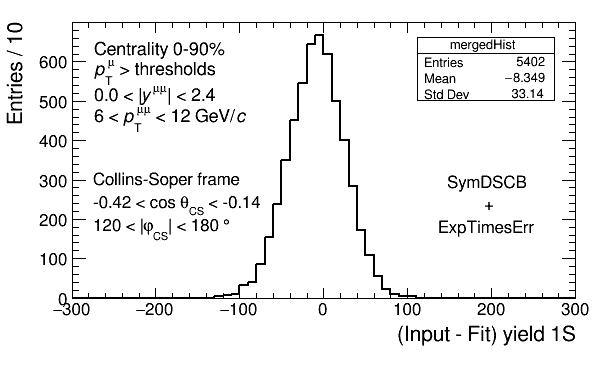 Entries / 10
600
500
400
300
200
100
0
Centrality 0-90%
p_T^μ > thresholds
0.0 < |y^μμ| < 2.4
6 < p_T^μμ < 12 GeV/c
Collins-Soper frame
-0.42 < cos θ_CS < -0.14
120 < |φ_CS| < 180 °
mergedHist
Entries 5402
Mean −8.349
Std Dev 33.14
SymDSCB
+
ExpTimesErr
−300 −200 −100 0 100 200 300
(Input - Fit) yield 1S